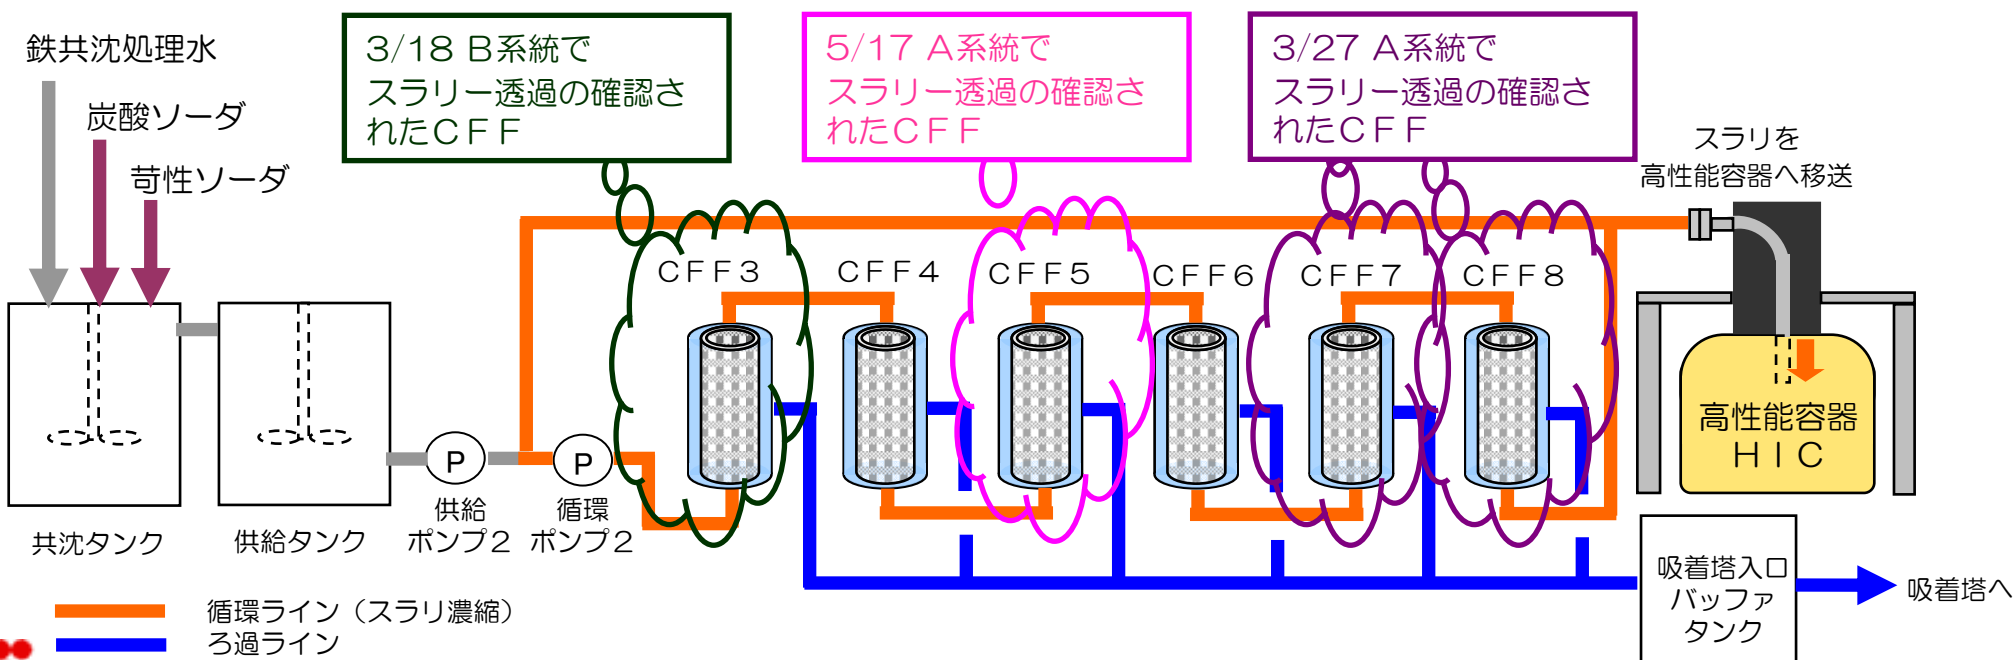 鉄共沈処理水
炭酸ソーダ
苛性ソーダ
3/18 B系統で
スラリー透過の確認さ
れたCFF
5/17 A系統で
スラリー透過の確認さ
れたCFF
3/27 A系統で
スラリー透過の確認さ
れたCFF
スラリを
高性能容器へ移送
CFF3
CFF4
CFF5
CFF6
CFF7
CFF8
高性能容器
HIC
P
P
供給
ポンプ2
循環
ポンプ2
共沈タンク
供給タンク
吸着塔入口
バッファ
タンク
吸着塔へ
循環ライン（スラリ濃縮）
ろ過ライン